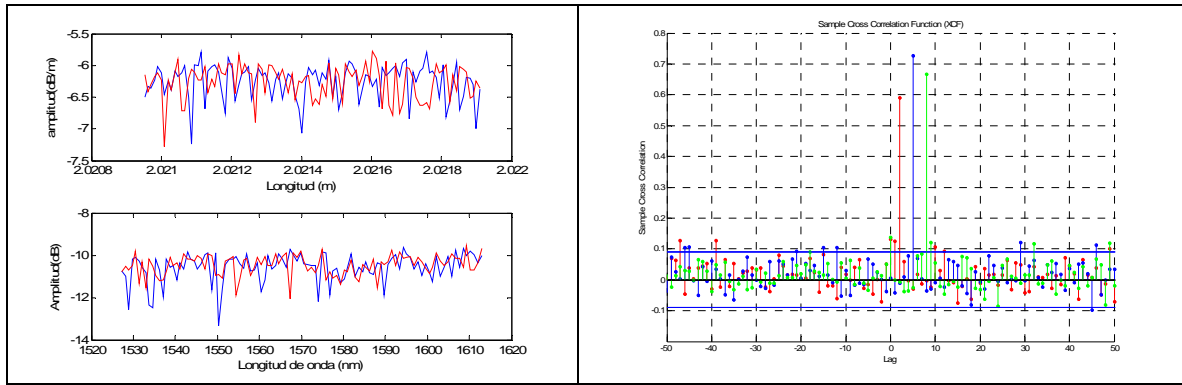 -5.5
-6
-6.5
-7
-7.5
amplitud(dB/m)
2.0208 2.021 2.0212 2.0214 2.0216 2.0218 2.022
Longitud (m)
-8
-10
-12
-14
Amplitud(dB)
1520 1530 1540 1550 1560 1570 1580 1590 1600 1610 1620
Longitud de onda (nm)
Sample Cross Correlation Function (XCF)
0.8
0.7
0.6
0.5
0.4
0.3
0.2
0.1
0
-0.1
Sample Cross Correlation
-50 -40 -30 -20 -10 0 10 20 30 40 50
Lag